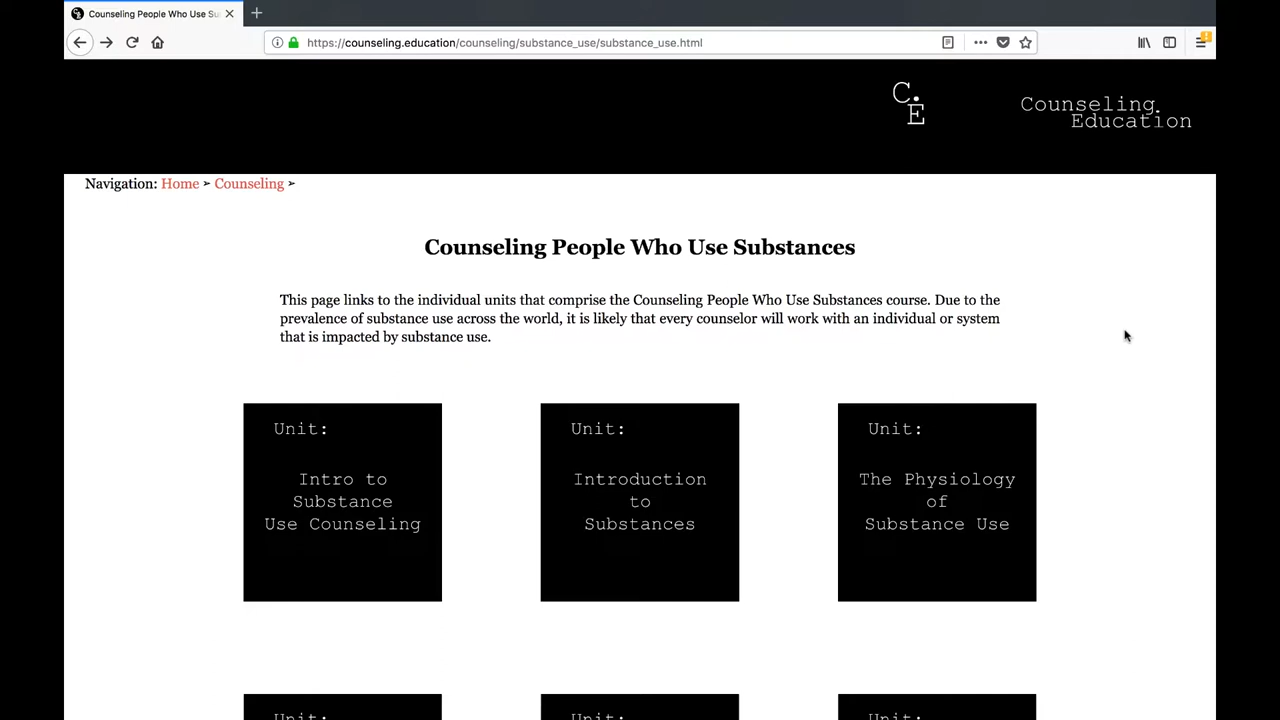 Counseling People Who Use Su
https://counseling.education/counseling/substance_use/substance_use.html
C.
E
Counseling.
Education
Navigation: Home ➢ Counseling ➢
Counseling People Who Use Substances
This page links to the individual units that comprise the Counseling People Who Use Substances course. Due to the
prevalence of substance use across the world, it is likely that every counselor will work with an individual or system
that is impacted by substance use.
Unit:
Intro to
Substance
Use Counseling
Unit:
Introduction
to
Substances
Unit:
The Physiology
of
Substance Use
Unit:
Unit:
Unit: